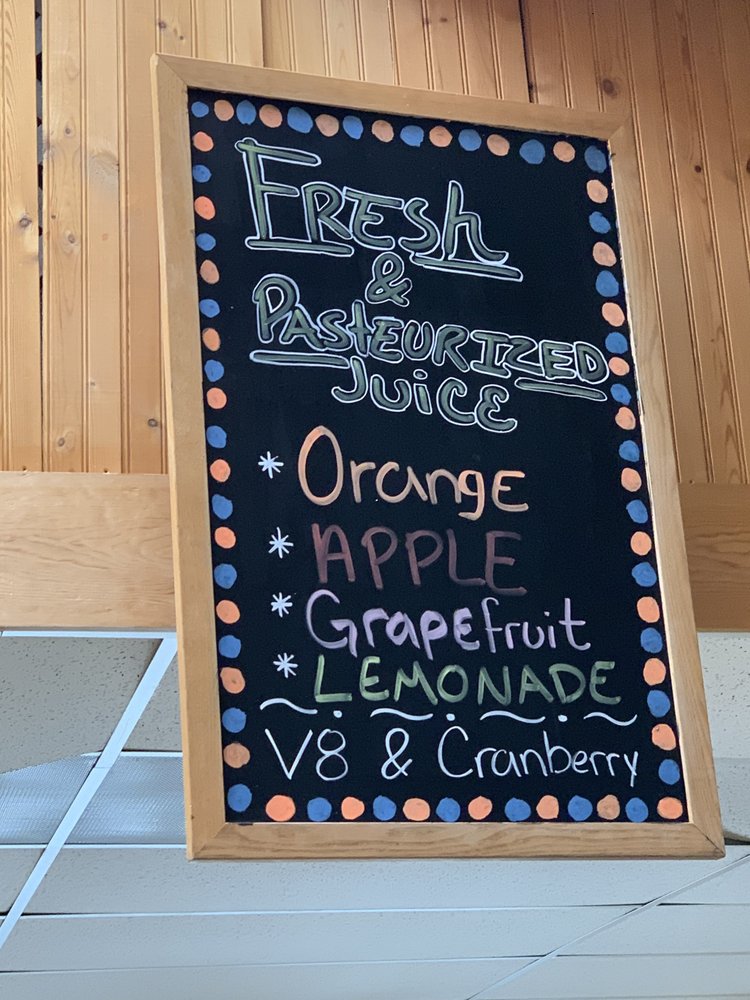 Fresh
&
Pasteurized
Juice
* Orange
* APPLE
* Grapefruit
* LEMONADE
V8 & Cranberry